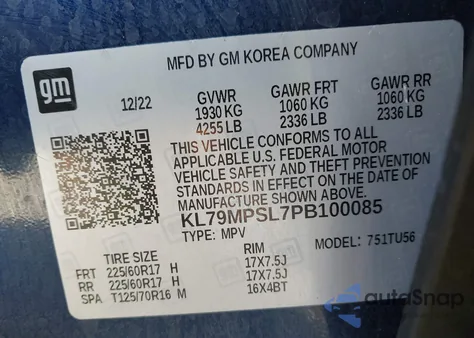 MFD BY GM KOREA COMPANY
gm
12/22 GVWR GAWR FRT GAWR RR
1930 KG 1060 KG 1060 KG
4255 LB 2336 LB 2336 LB
THIS VEHICLE CONFORMS TO ALL
APPLICABLE U.S. FEDERAL MOTOR
VEHICLE SAFETY AND THEFT PREVENTION
STANDARDS IN EFFECT ON THE DATE OF
MANUFACTURE SHOWN ABOVE.
KL79MPSL7PB100085
TYPE: MPV MODEL: 751TU56
TIRE SIZE RIM
FRT 225/60R17 H 17X7.5J
RR 225/60R17 H 17X7.5J
SPA T125/70R16 M 16X4BT
autoSnap